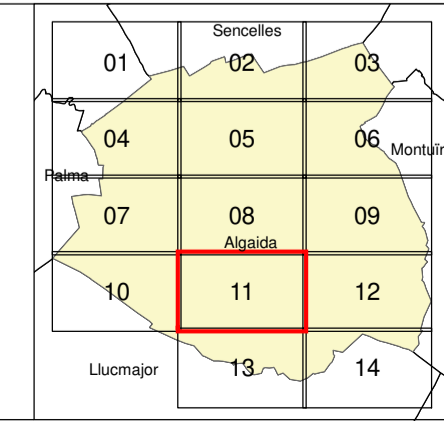 Sencelles
01 02 03
04 05 06
Montuïr
Palma
07 08 09
Algaida
10 11 12
Llucmajor 13 14